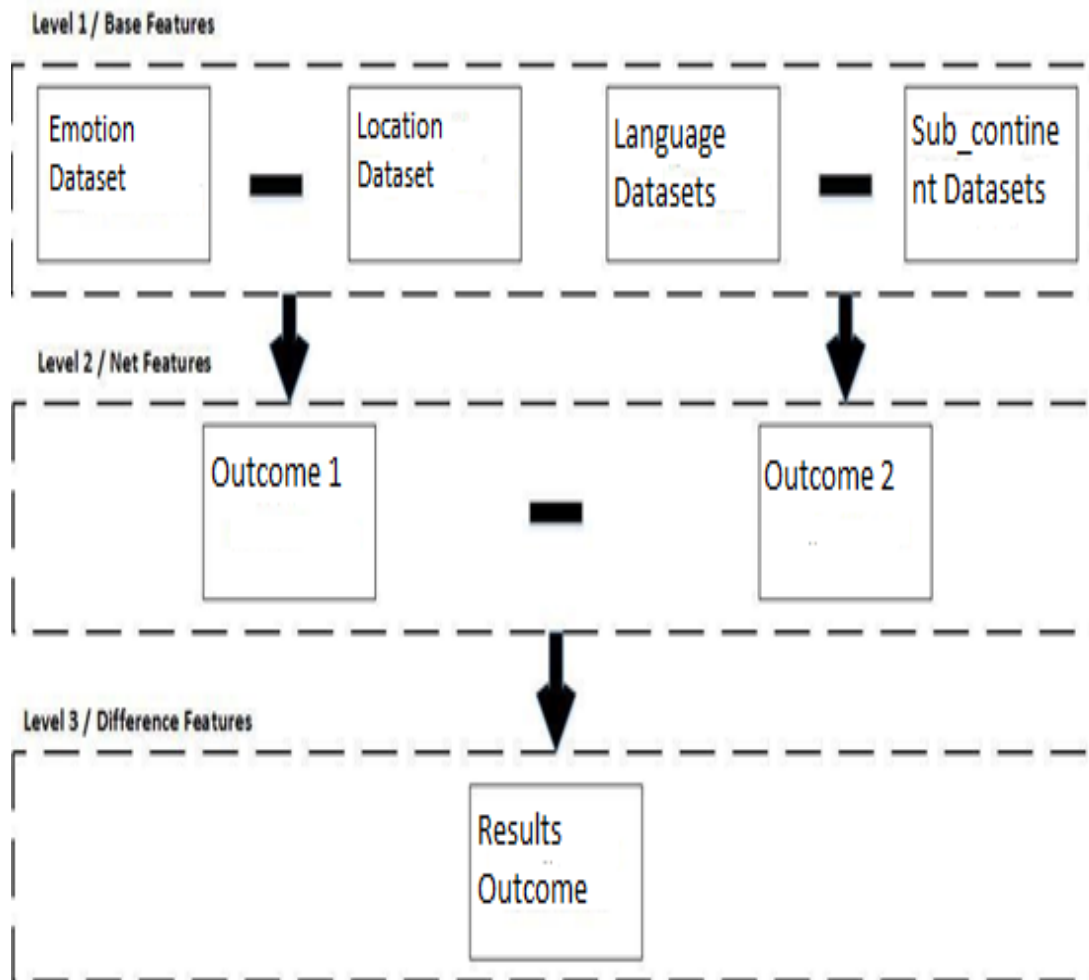 Level 1 / Base Features
Emotion
Dataset
Location
Dataset
Language
Datasets
Sub_contine
nt Datasets
Level 2 / Net Features
Outcome 1
Outcome 2
Level 3 / Difference Features
Results
Outcome